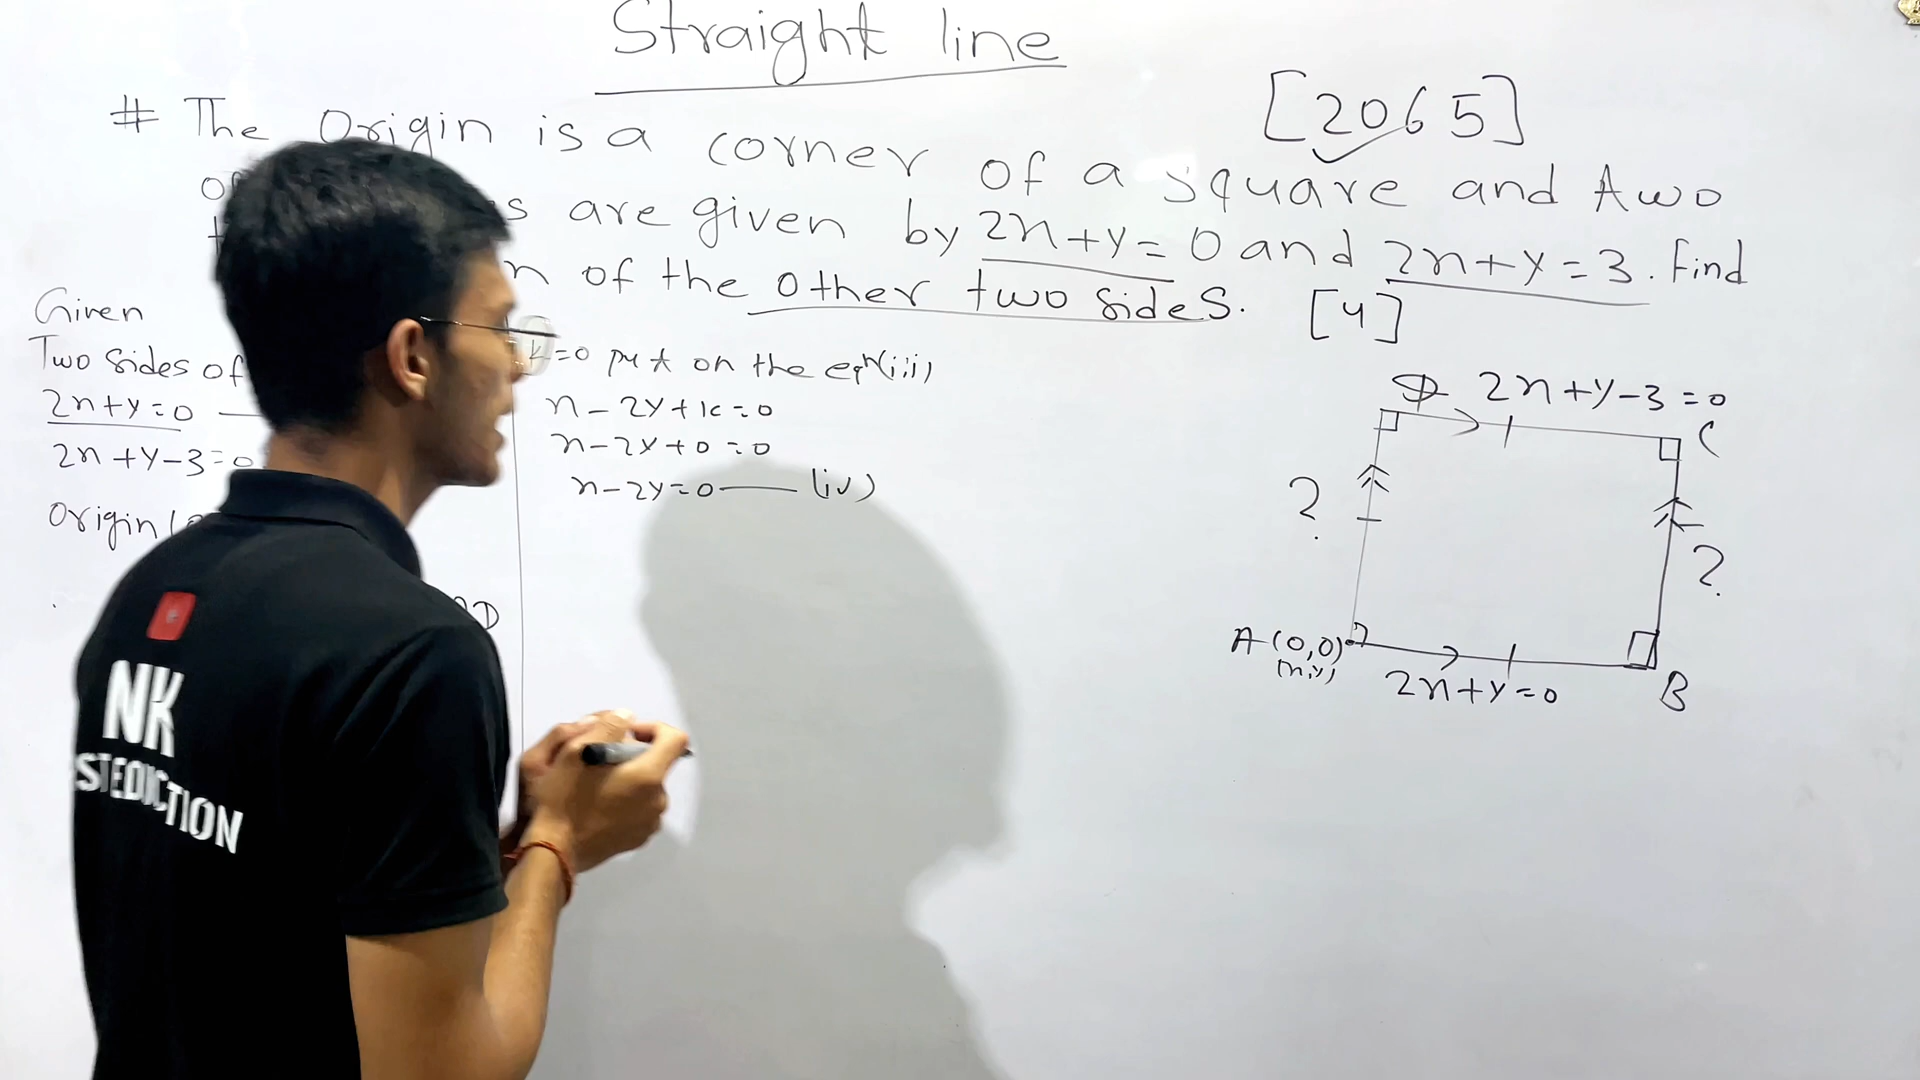 Straight line
[2065]
# The Origin is a corner of a square and two
are given by 2x+y=0 and 2x+y=3. Find
of the other two sides. [4]
Given
Two sides of
2x+y=0
2x+y-3=0
Origin
k=0 put on the eqn(iii)
x-2y+k=0
x-2y+0=0
x-2y=0 (iv)
D 2x+y-3=0
C
?
?
A(0,0)
(x,y)
2x+y=0
B
NK